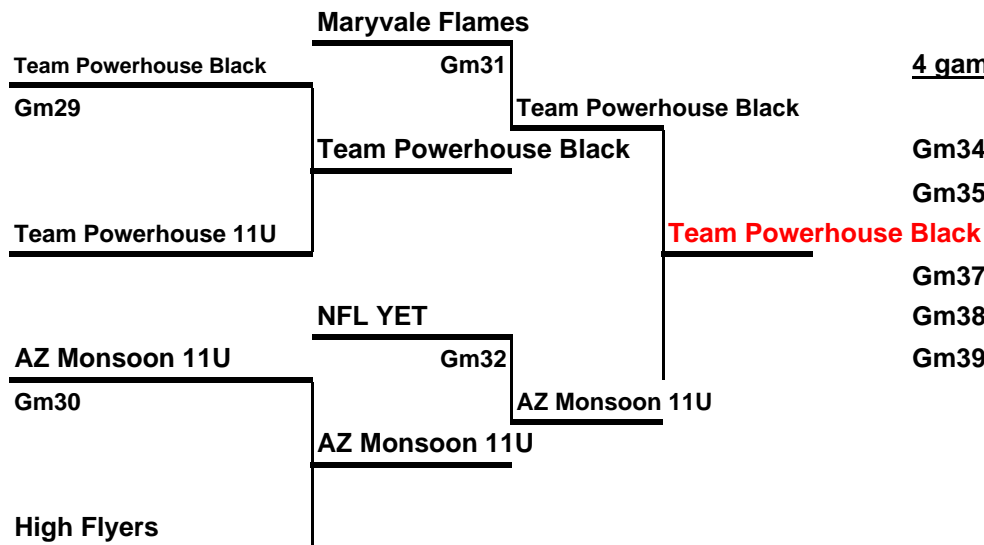 Maryvale Flames
Team Powerhouse Black
Gm31
4 gam
Gm29
Team Powerhouse Black
Team Powerhouse Black
Gm34
Gm35
Team Powerhouse 11U
Team Powerhouse Black
Gm37
NFL YET
Gm38
AZ Monsoon 11U
Gm32
Gm39
Gm30
AZ Monsoon 11U
AZ Monsoon 11U
High Flyers